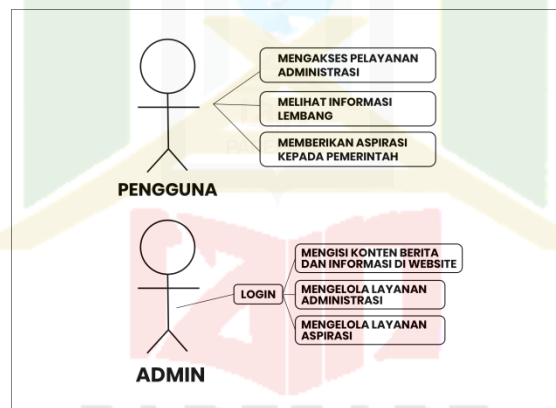 MENGAKSES PELAYANAN
ADMINISTRASI
MELIHAT INFORMASI
LEMBANG
MEMBERIKAN ASPIRASI
KEPADA PEMERINTAH
PENGGUNA
MENGISI KONTEN BERITA
DAN INFORMASI DI WEBSITE
LOGIN
MENGELOLA LAYANAN
ADMINISTRASI
MENGELOLA LAYANAN
ASPIRASI
ADMIN